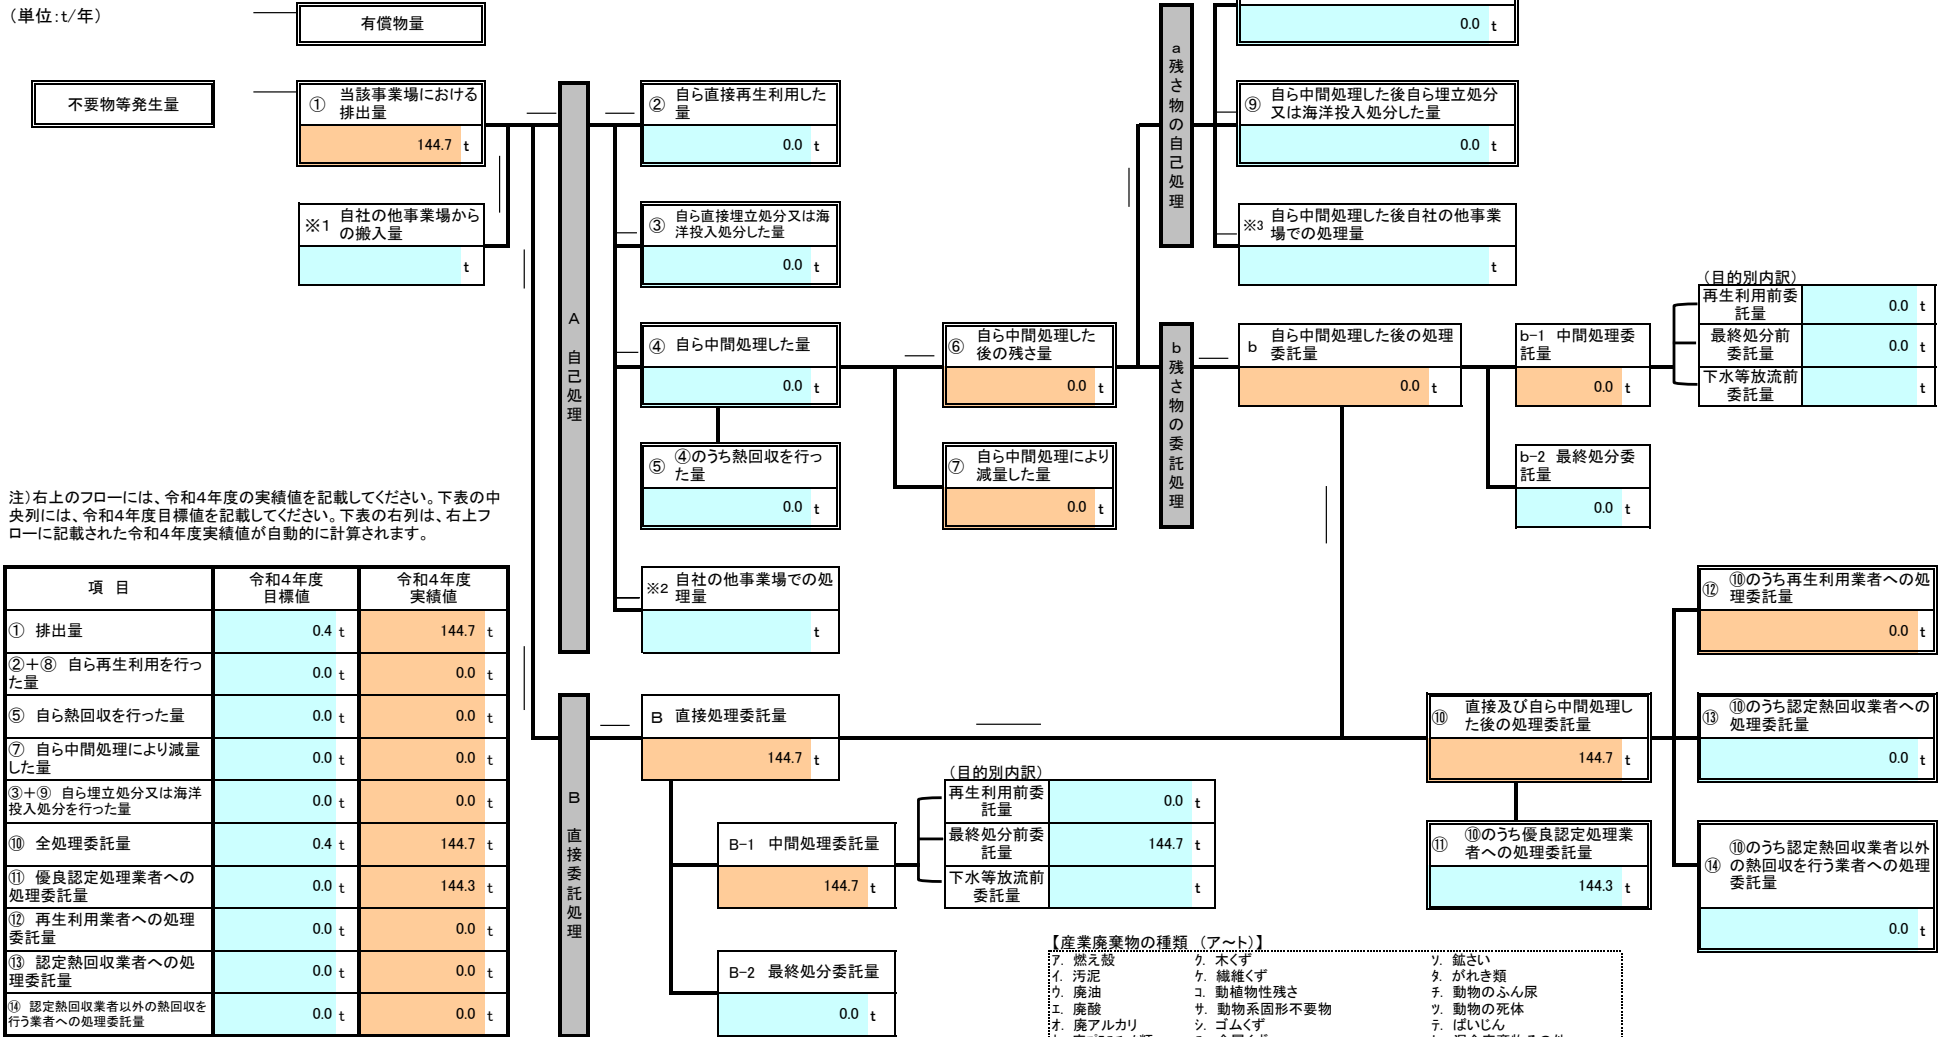 （単位：ｔ/年）
有償物量
0.0 t
不要物等発生量
① 当該事業場における
排出量
144.7 t
② 自ら直接再生利用した
量
0.0 t
⑨ 自ら中間処理した後自ら埋立処分
又は海洋投入処分した量
0.0 t
※1 自社の他事業場から
の搬入量
t
③ 自ら直接埋立処分又は海
洋投入処分した量
0.0 t
※3 自ら中間処理した後自社の他事業
場での処理量
t
a 残さ物の自己処理
A 自己処理
④ 自ら中間処理した量
0.0 t
⑥ 自ら中間処理した
後の残さ量
0.0 t
b 残さ物の委託処理
b 自ら中間処理した後の処理
委託量
0.0 t
b-1 中間処理委
託量
0.0 t
（目的別内訳）
再生利用前委
託量
0.0 t
最終処分前
委託量
0.0 t
下水等放流前
委託量
t
⑤ ④のうち熱回収を行っ
た量
0.0 t
⑦ 自ら中間処理により
減量した量
0.0 t
b-2 最終処分委
託量
0.0 t
※2 自社の他事業場での処
理量
t
注）右上のフローには、令和４年度の実績値を記載してください。下表の中
央列には、令和４年度目標値を記載してください。下表の右列は、右上フ
ローに記載された令和４年度実績値が自動的に計算されます。
項 目 令和４年度
目標値 令和４年度
実績値
① 排出量 0.4 t 144.7 t
②＋⑧ 自ら再生利用を行っ
た量 0.0 t 0.0 t
⑤ 自ら熱回収を行った量 0.0 t 0.0 t
⑦ 自ら中間処理により減量
した量 0.0 t 0.0 t
③＋⑨ 自ら埋立処分又は海洋
投入処分を行った量 0.0 t 0.0 t
⑩ 全処理委託量 0.4 t 144.7 t
⑪ 優良認定処理業者への
処理委託量 0.0 t 144.3 t
⑫ 再生利用業者への処理
委託量 0.0 t 0.0 t
⑬ 認定熱回収業者への処
理委託量 0.0 t 0.0 t
⑭ 認定熱回収業者以外の熱回収を
行う業者への処理委託量 0.0 t 0.0 t
B 直接委託処理
B 直接処理委託量
144.7 t
B-1 中間処理委託量
144.7 t
（目的別内訳）
再生利用前委
託量
0.0 t
最終処分前委
託量
144.7 t
下水等放流前
委託量
t
B-2 最終処分委託量
0.0 t
⑩ 直接及び自ら中間処理し
た後の処理委託量
144.7 t
⑪ ⑩のうち優良認定処理業
者への処理委託量
144.3 t
⑫ ⑩のうち再生利用業者への処
理委託量
0.0 t
⑬ ⑩のうち認定熱回収業者への
処理委託量
0.0 t
⑭ ⑩のうち認定熱回収業者以外
の熱回収を行う業者への処理
委託量
0.0 t
【産業廃棄物の種類 （ア～ト）】
ア. 燃え殻 ク. 木くず ソ. 鉱さい
イ. 汚泥 ケ. 繊維くず タ. がれき類
ウ. 廃油 コ. 動植物性残さ チ. 動物のふん尿
エ. 廃酸 サ. 動物系固形不要物 ツ. 動物の死体
オ. 廃アルカリ シ. ゴムくず テ. ばいじん